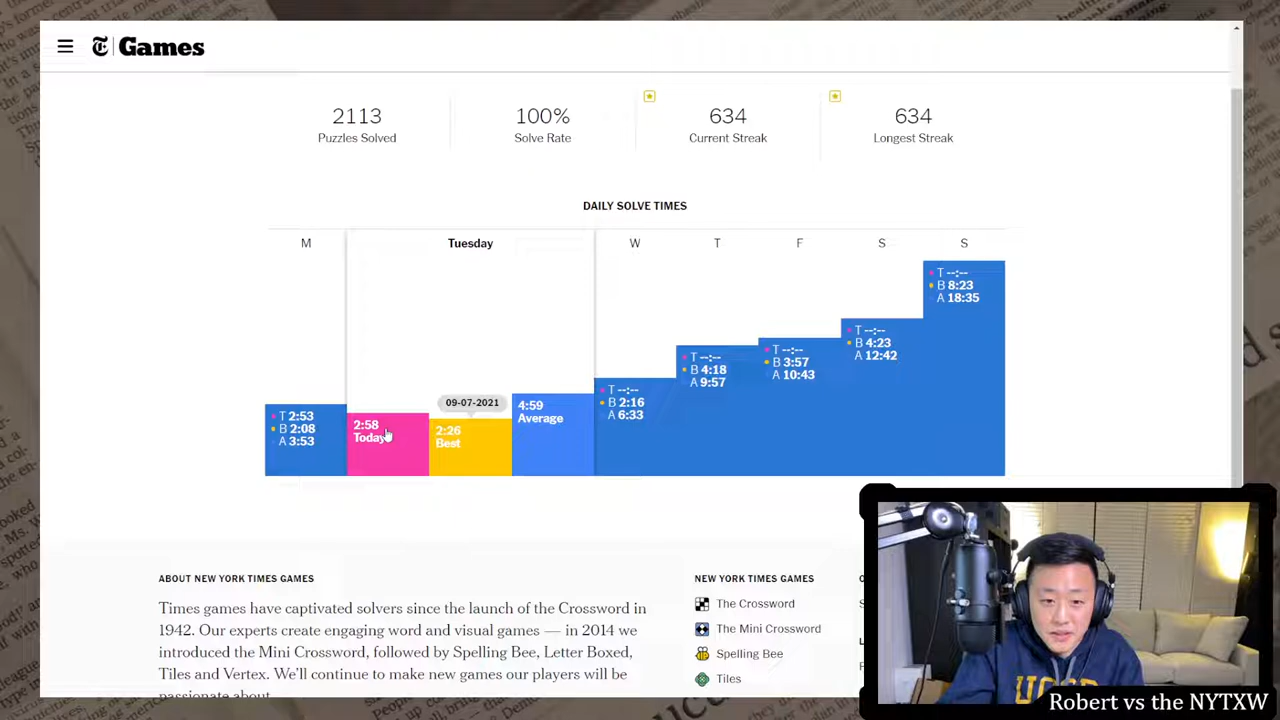 Games
2113
Puzzles Solved
100%
Solve Rate
634
Current Streak
634
Longest Streak
DAILY SOLVE TIMES
M
Tuesday
W
T
F
S
S
T 2:53
B 2:08
A 3:53
2:58
Today
09-07-2021
2:26
Best
4:59
Average
T --:--
B 2:16
A 6:33
T --:--
B 4:18
A 9:57
T --:--
B 3:57
A 10:43
T --:--
B 4:23
A 12:42
T --:--
B 8:23
A 18:35
ABOUT NEW YORK TIMES GAMES
Times games have captivated solvers since the launch of the Crossword in
1942. Our experts create engaging word and visual games — in 2014 we
introduced the Mini Crossword, followed by Spelling Bee, Letter Boxed,
Tiles and Vertex. We'll continue to make new games our players will be
passionate about.
NEW YORK TIMES GAMES
The Crossword
The Mini Crossword
Spelling Bee
Tiles
Robert vs the NYTXW